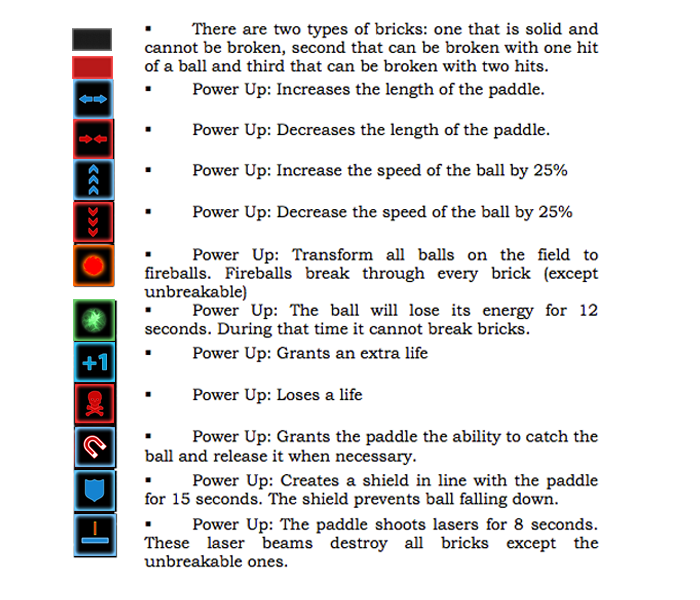 ▪ There are two types of bricks: one that is solid and
cannot be broken, second that can be broken with one hit
of a ball and third that can be broken with two hits.
▪ Power Up: Increases the length of the paddle.
▪ Power Up: Decreases the length of the paddle.
▪ Power Up: Increase the speed of the ball by 25%
▪ Power Up: Decrease the speed of the ball by 25%
▪ Power Up: Transform all balls on the field to
fireballs. Fireballs break through every brick (except
unbreakable)
▪ Power Up: The ball will lose its energy for 12
seconds. During that time it cannot break bricks.
+1
▪ Power Up: Grants an extra life
▪ Power Up: Loses a life
▪ Power Up: Grants the paddle the ability to catch the
ball and release it when necessary.
▪ Power Up: Creates a shield in line with the paddle
for 15 seconds. The shield prevents ball falling down.
▪ Power Up: The paddle shoots lasers for 8 seconds.
These laser beams destroy all bricks except the
unbreakable ones.